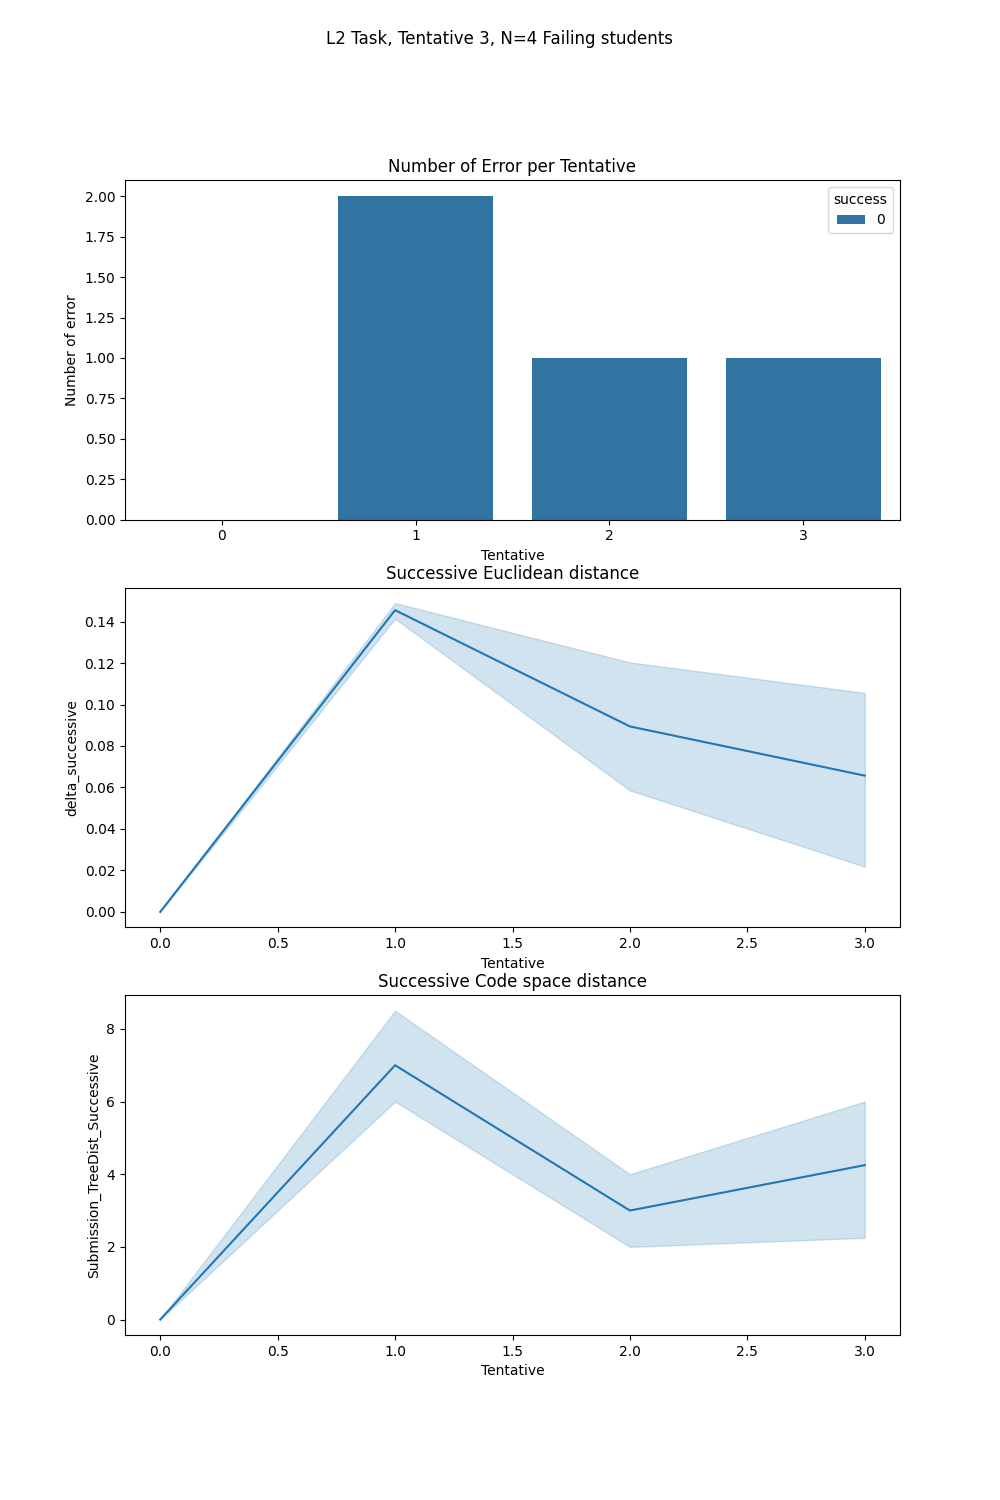 L2 Task, Tentative 3, N=4 Failing students
Number of Error per Tentative
success
0
Number of error
2.00
1.75
1.50
1.25
1.00
0.75
0.50
0.25
0.00
0 1 2 3
Tentative
Successive Euclidean distance
delta_successive
0.14
0.12
0.10
0.08
0.06
0.04
0.02
0.00
0.0 0.5 1.0 1.5 2.0 2.5 3.0
Tentative
Successive Code space distance
Submission_TreeDist_Successive
8
6
4
2
0
0.0 0.5 1.0 1.5 2.0 2.5 3.0
Tentative